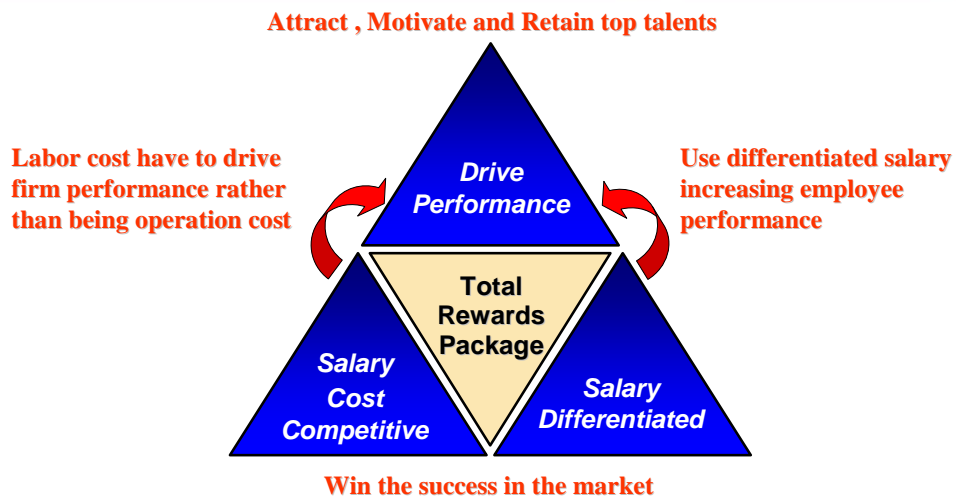 Attract , Motivate and Retain top talents
Labor cost have to drive
firm performance rather
than being operation cost
Use differentiated salary
increasing employee
performance
Drive
Performance
Total
Rewards
Package
Salary
Cost
Competitive
Salary
Differentiated
Win the success in the market